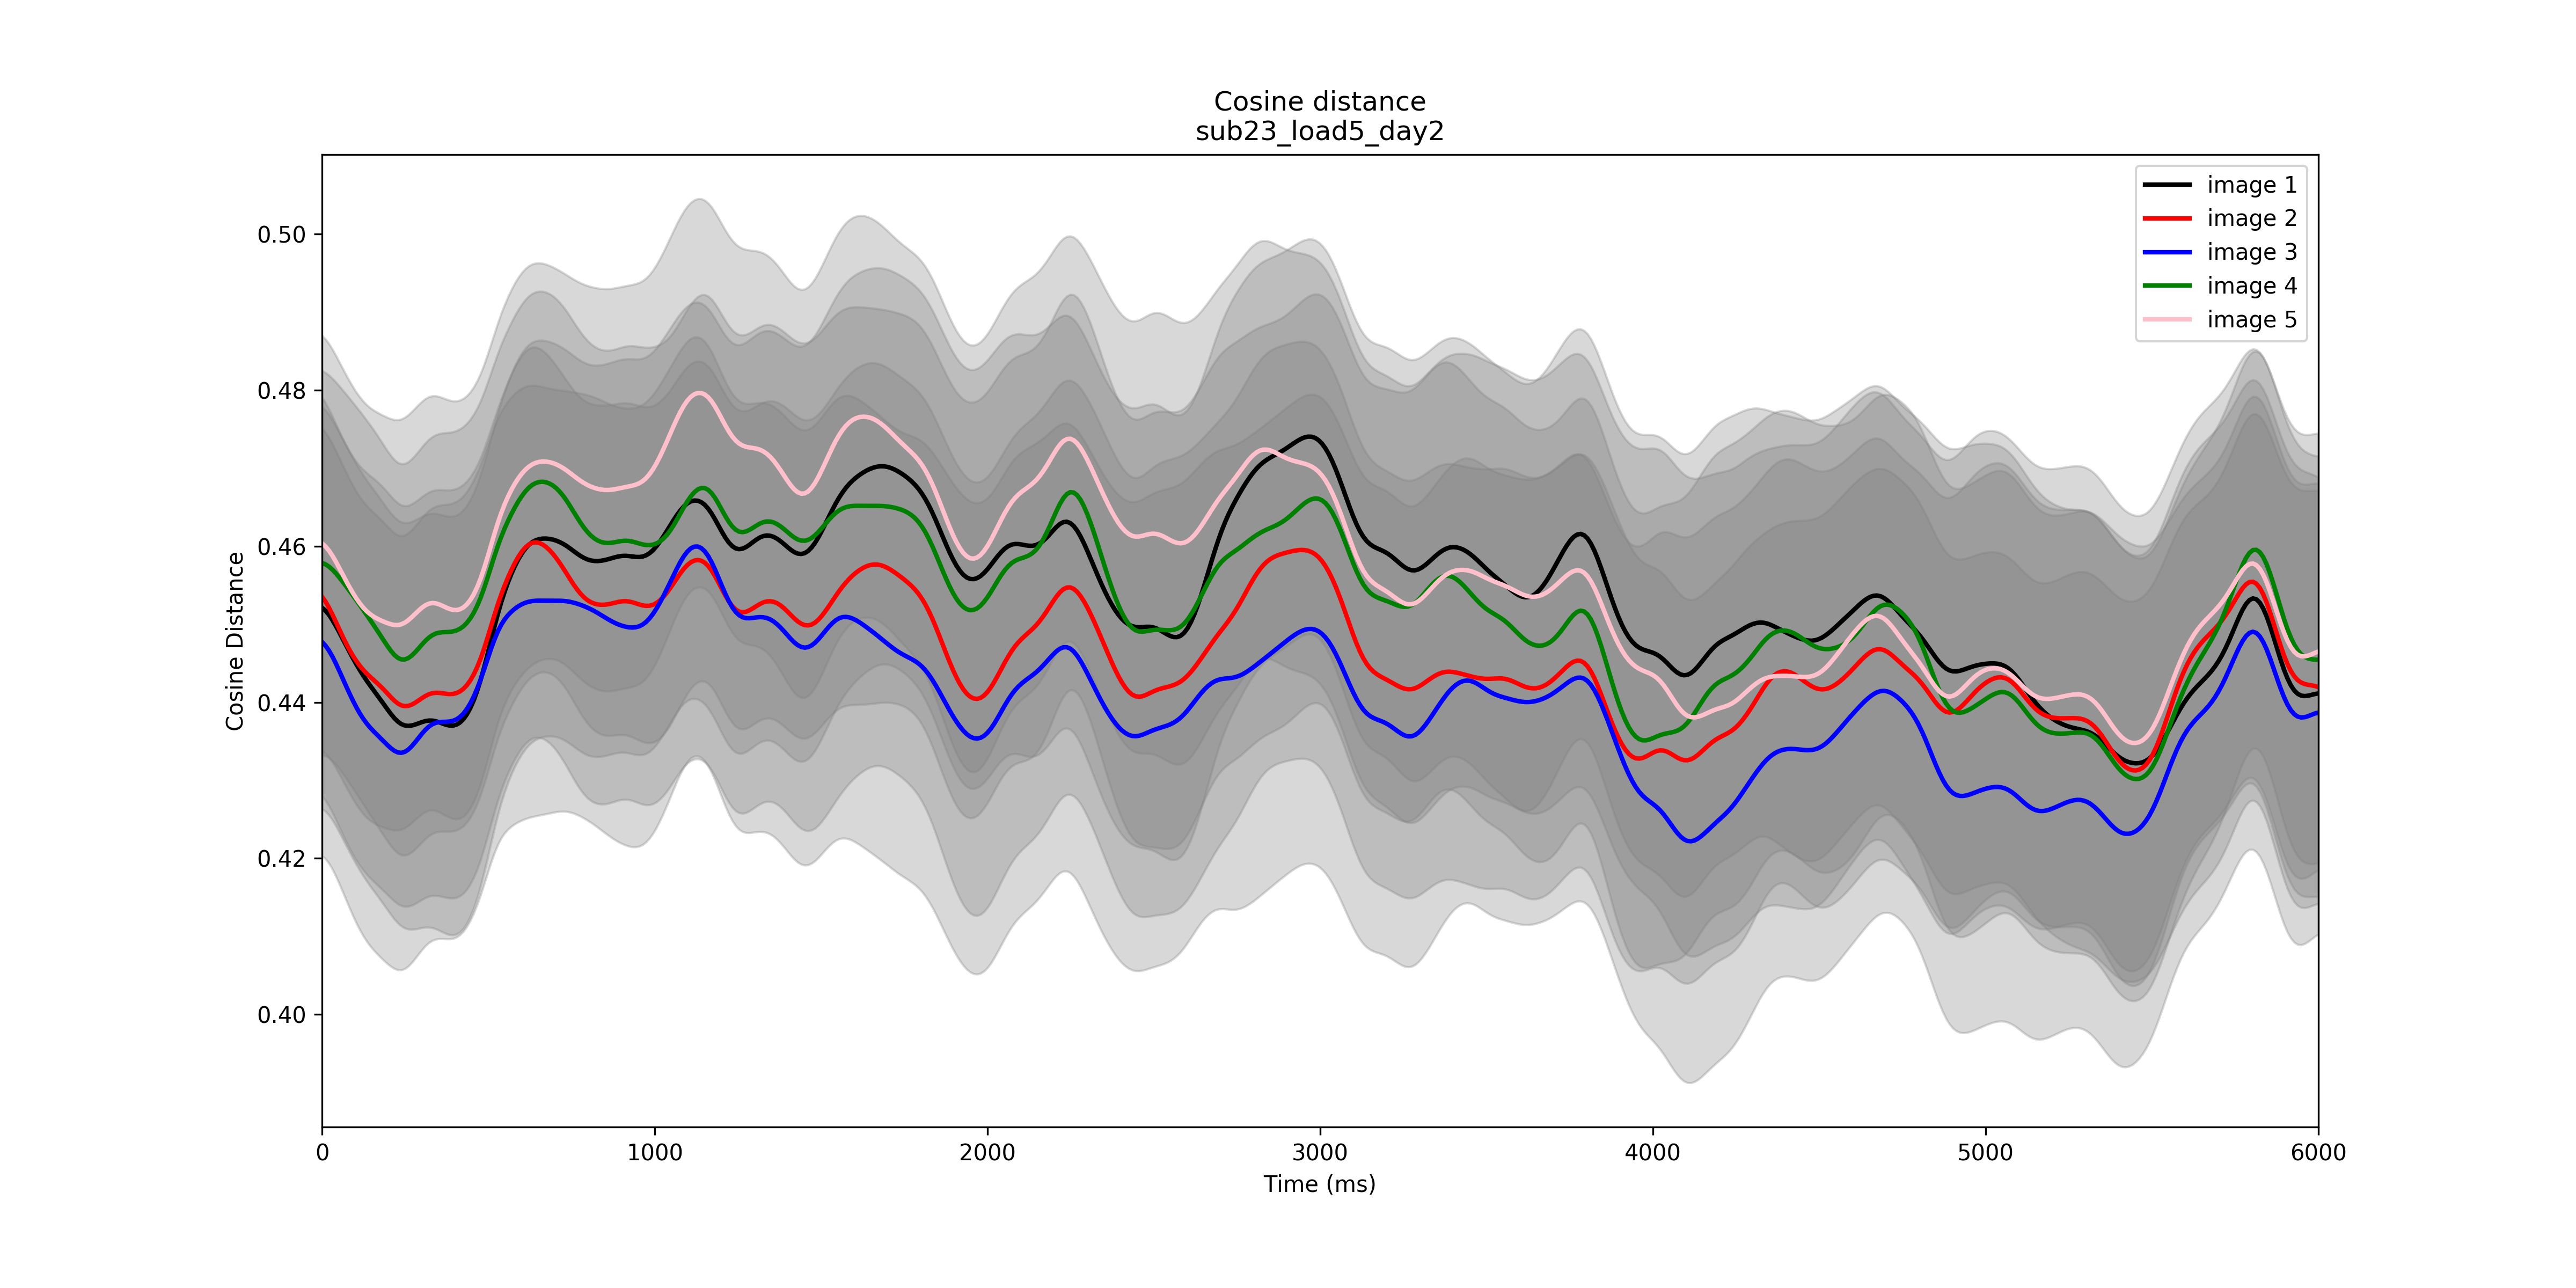 Cosine distance
sub23_load5_day2
image 1
image 2
image 3
image 4
image 5
Cosine Distance
0.50
0.48
0.46
0.44
0.42
0.40
0
1000
2000
3000
4000
5000
6000
Time (ms)